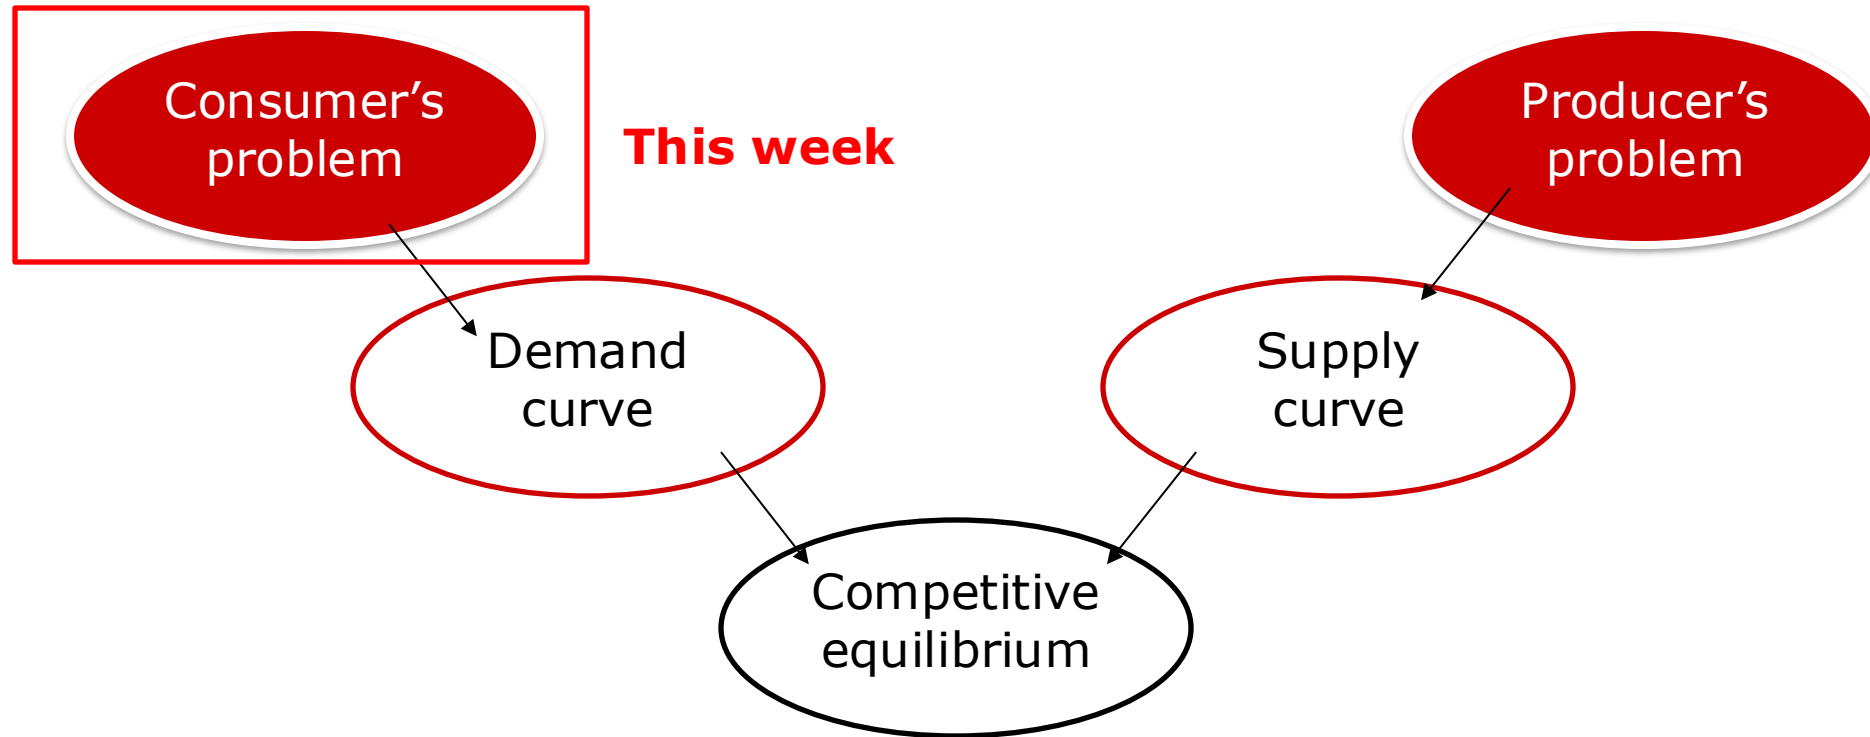 Consumer’s
problem
This week
Producer’s
problem
Demand
curve
Supply
curve
Competitive
equilibrium